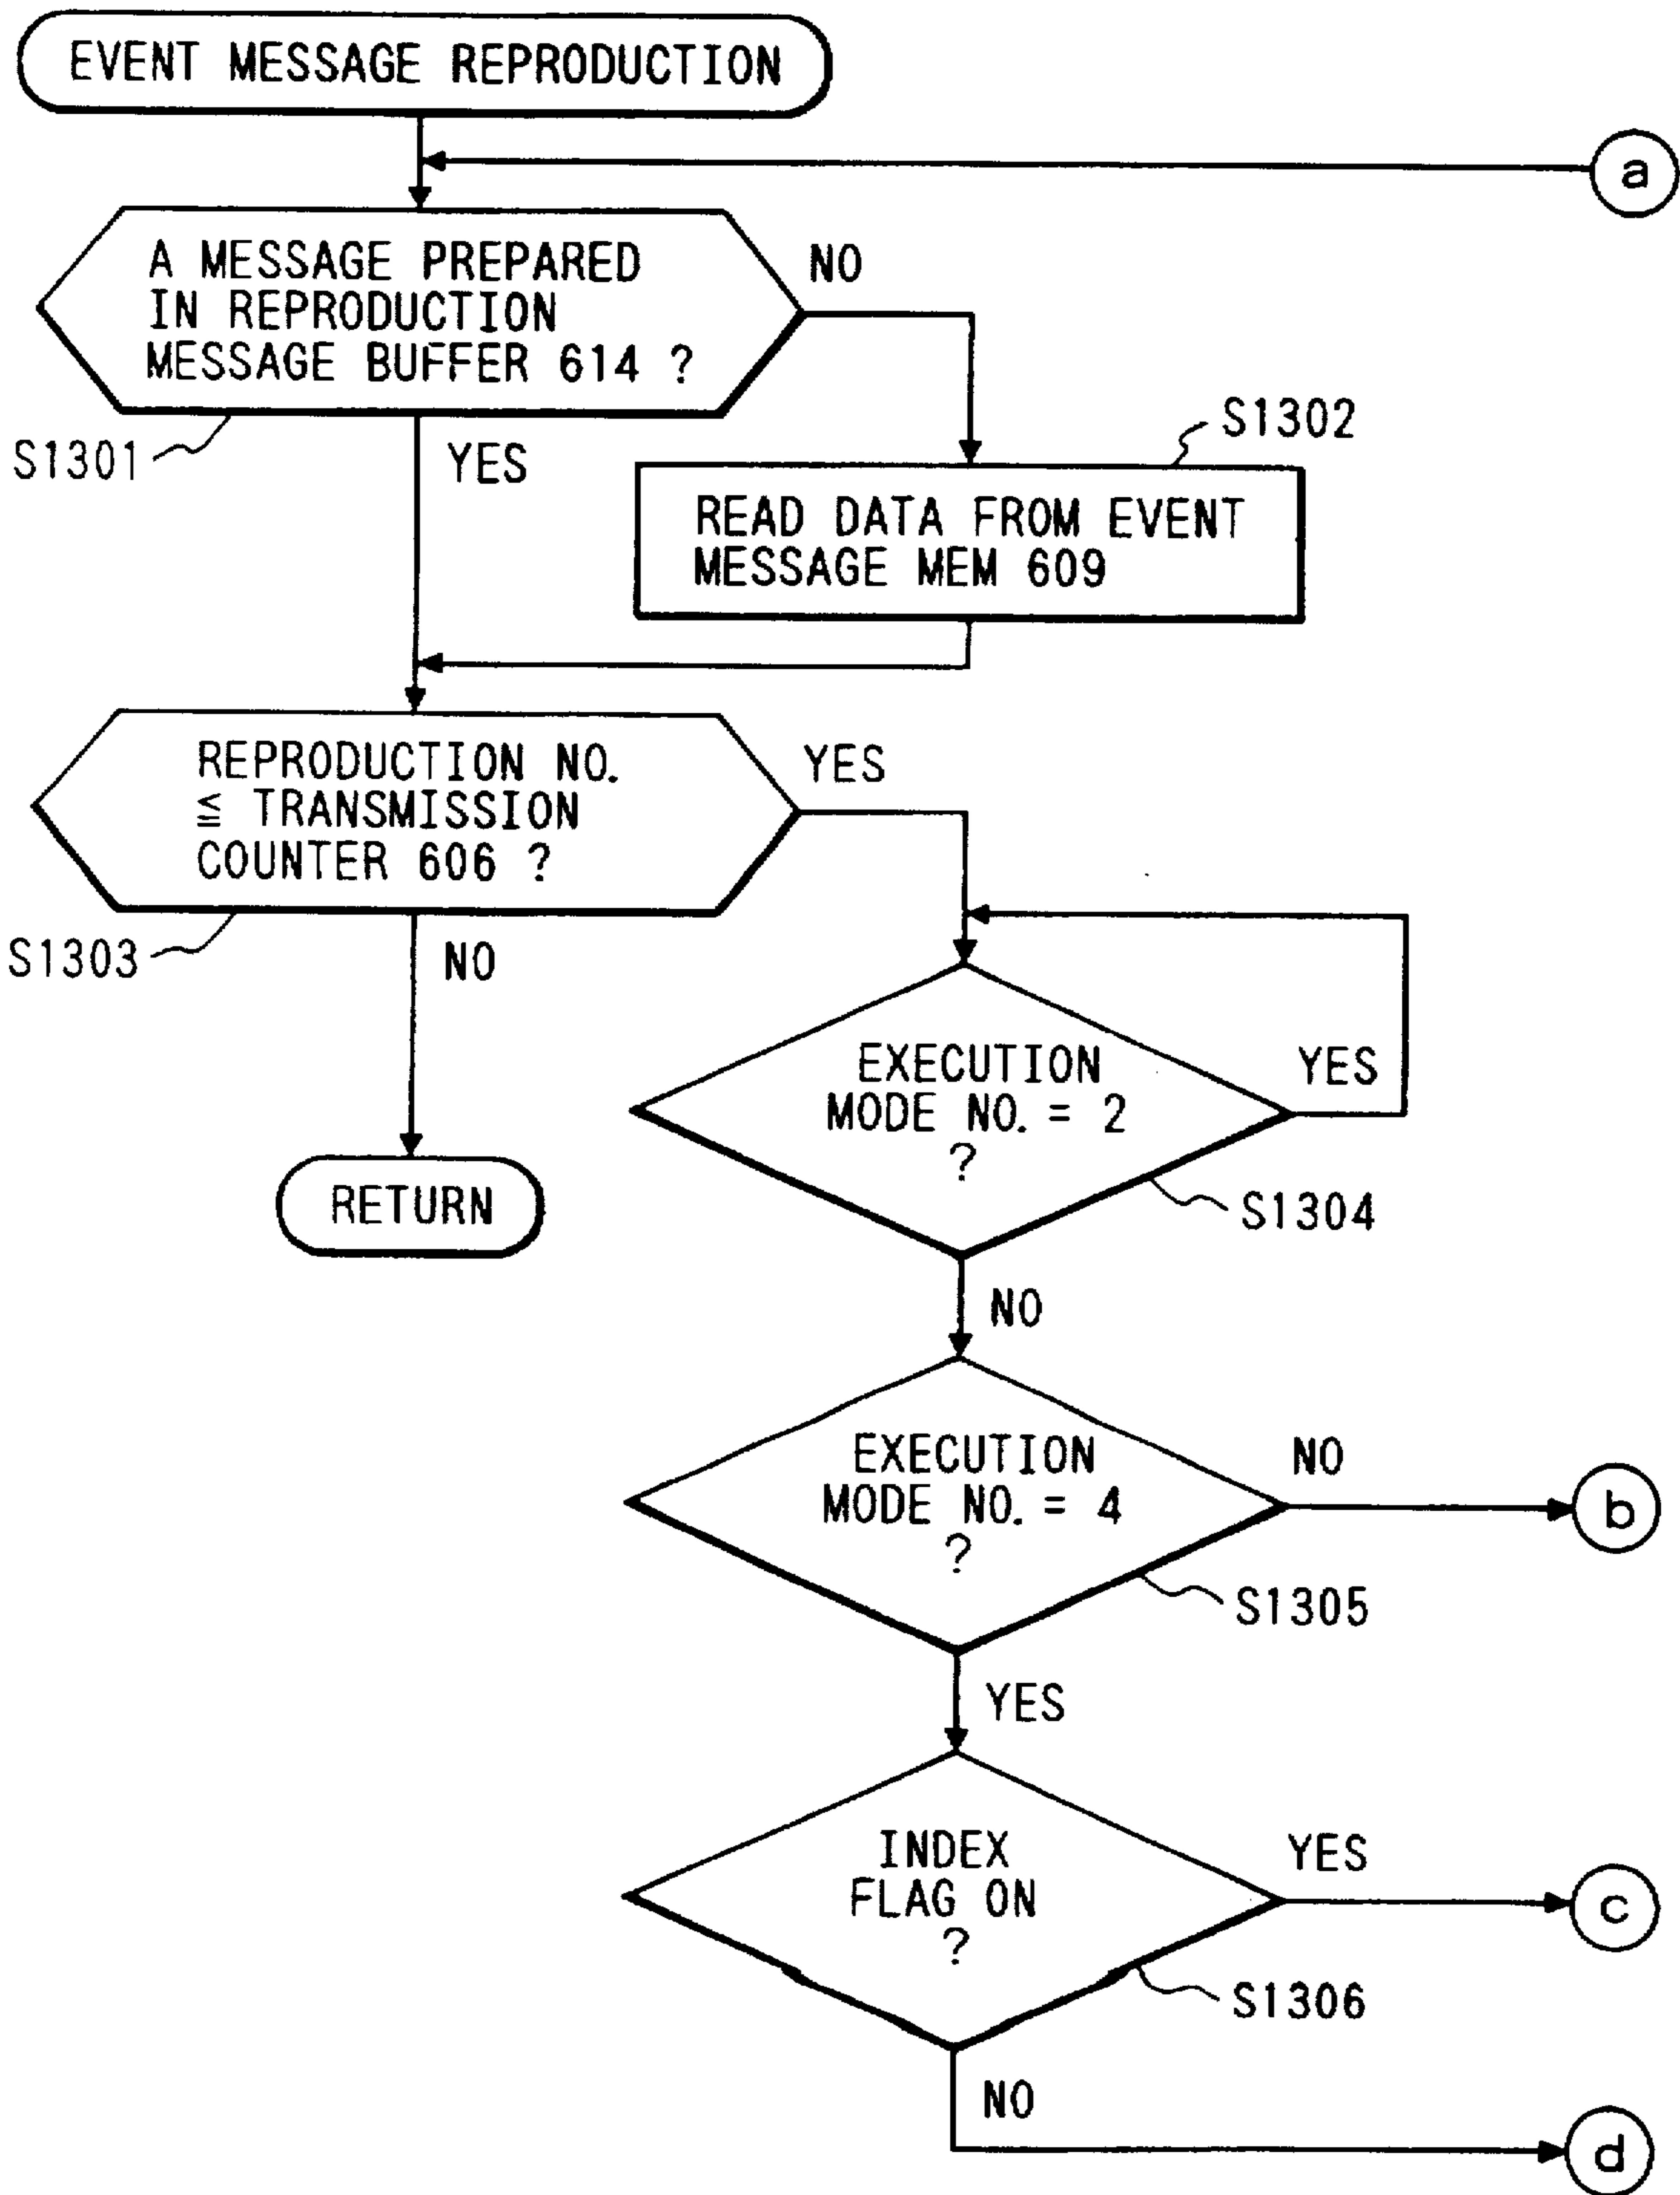 EVENT MESSAGE REPRODUCTION
a
A MESSAGE PREPARED
IN REPRODUCTION
MESSAGE BUFFER 614 ?
NO
S1301
YES
S1302
READ DATA FROM EVENT
MESSAGE MEM 609
REPRODUCTION NO.
≦ TRANSMISSION
COUNTER 606 ?
YES
S1303
NO
RETURN
EXECUTION
MODE NO. = 2
?
YES
S1304
NO
EXECUTION
MODE NO. = 4
?
NO
b
S1305
YES
INDEX
FLAG ON
?
YES
c
S1306
NO
d